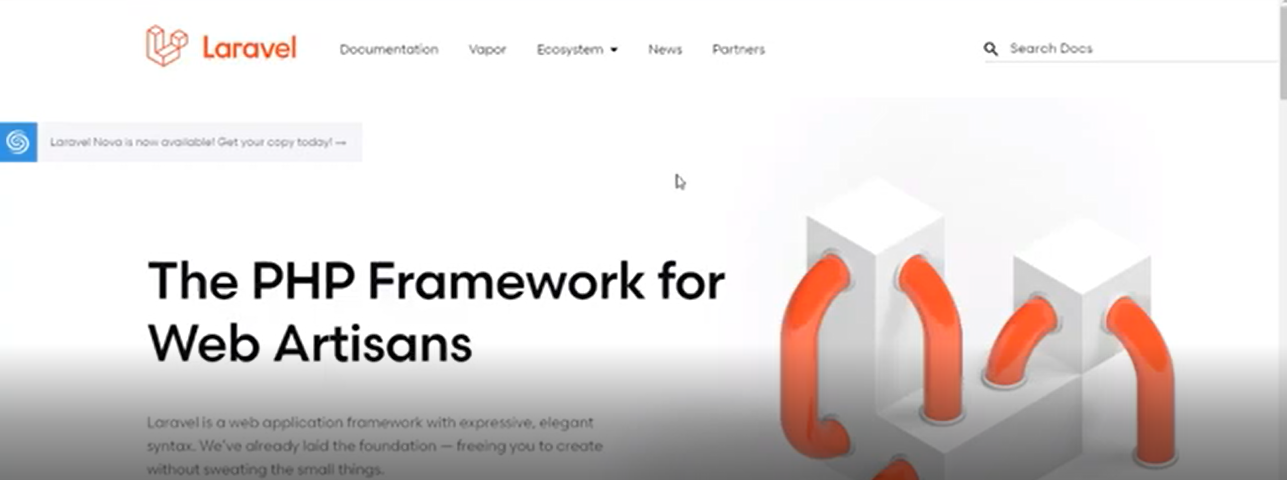 Laravel
Documentation Vapor Ecosystem News Partners
Search Docs
Laravel Nova is now available! Get your copy today! →
The PHP Framework for
Web Artisans
Laravel is a web application framework with expressive, elegant
syntax. We've already laid the foundation — freeing you to create
without sweating the small things.